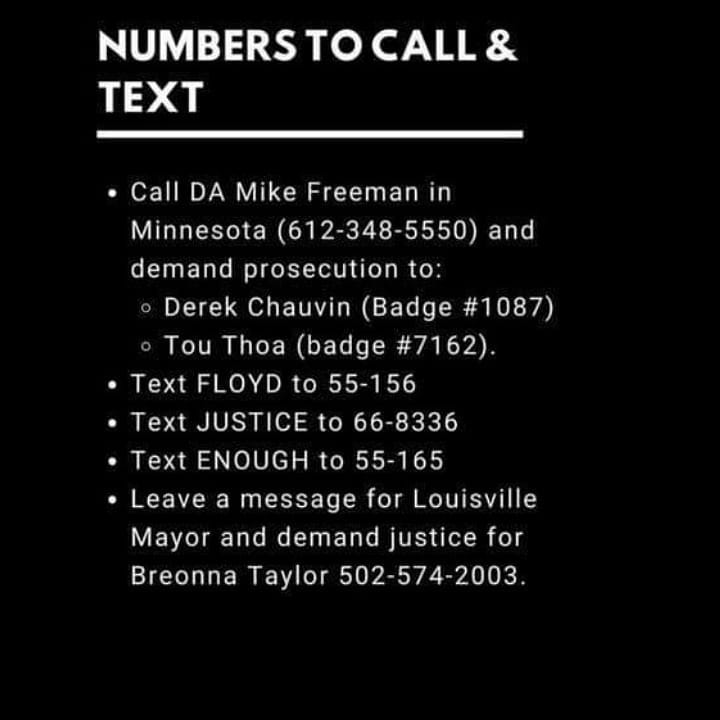 NUMBERS TO CALL &
TEXT
• Call DA Mike Freeman in
Minnesota (612-348-5550) and
demand prosecution to:
◦ Derek Chauvin (Badge #1087)
◦ Tou Thoa (badge #7162).
• Text FLOYD to 55-156
• Text JUSTICE to 66-8336
• Text ENOUGH to 55-165
• Leave a message for Louisville
Mayor and demand justice for
Breonna Taylor 502-574-2003.